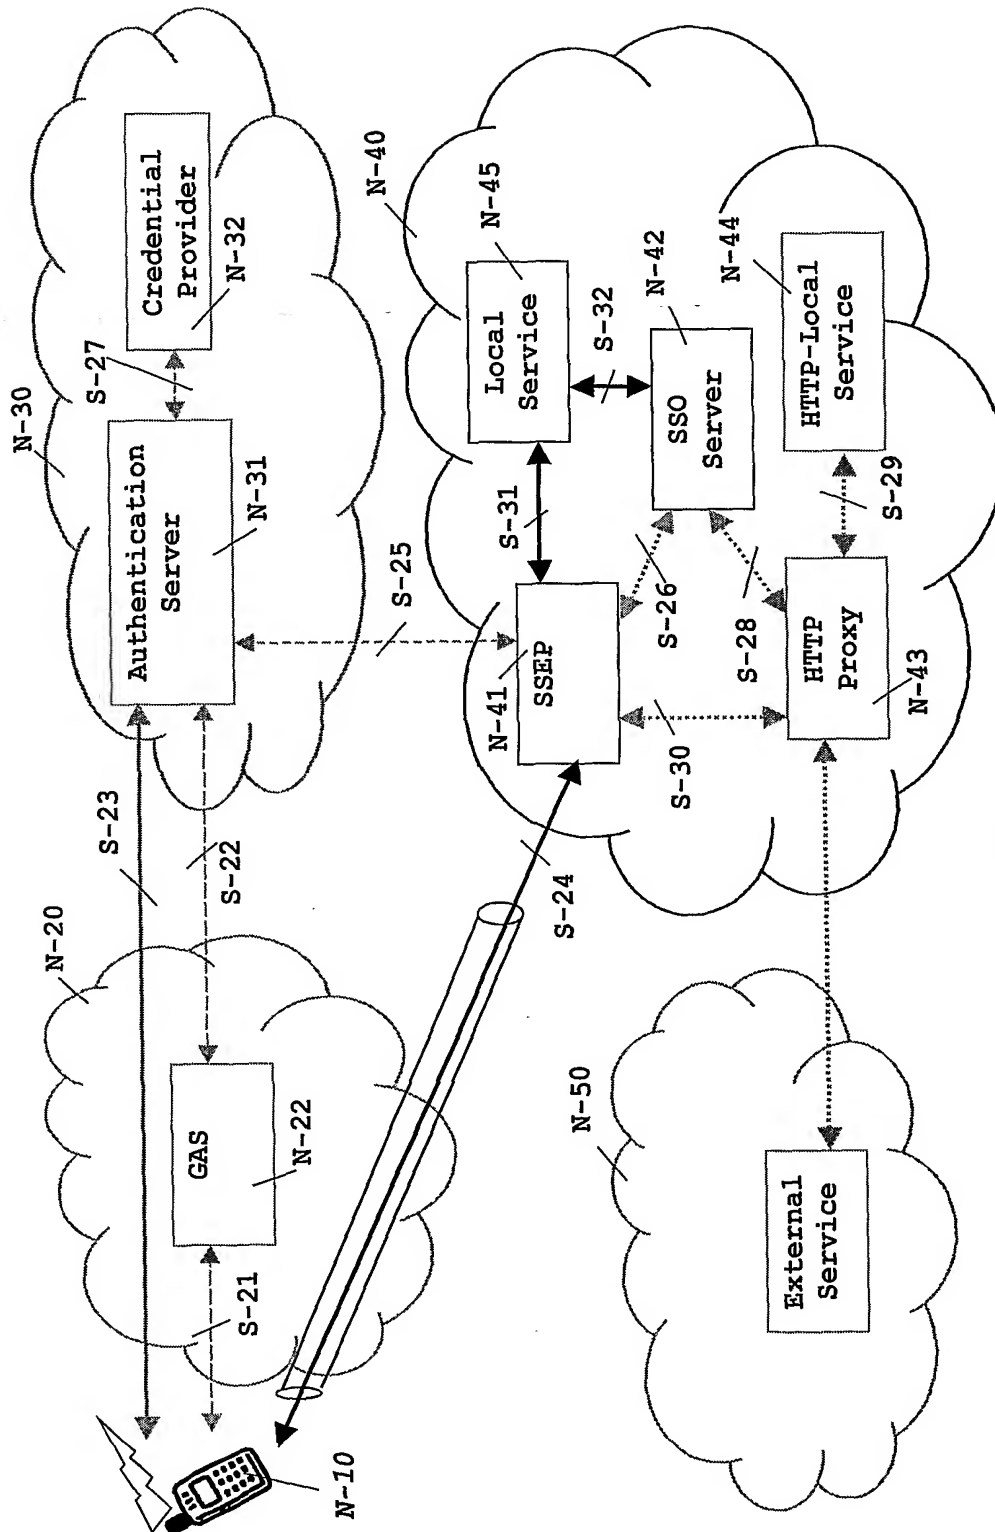 N-10
S-21
GAS
N-22
N-20
S-22
S-23
N-30
Authentication
Server
N-31
S-27
Credential
Provider
N-32
S-25
S-24
N-40
N-41
SSEP
S-31
Local
Service
N-45
S-32
S-26
SSO
Server
N-42
S-30
S-28
HTTP
Proxy
N-43
S-29
HTTP-Local
Service
N-44
N-50
External
Service